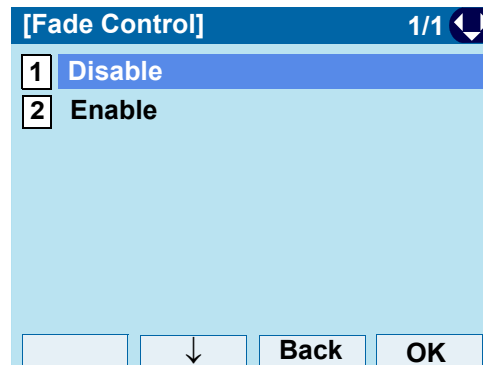 [Fade Control] 1/1
1 Disable
2 Enable
↓ Back OK